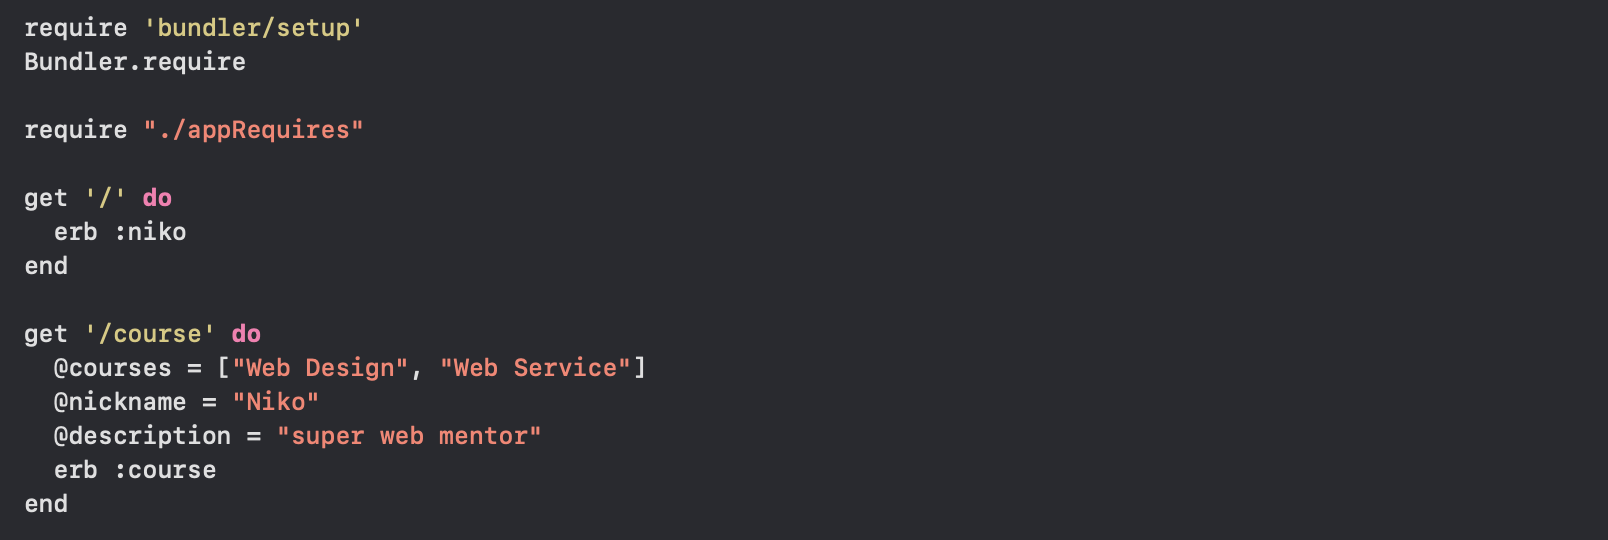 require 'bundler/setup'
Bundler.require
require "./appRequires"
get '/' do
  erb :niko
end
get '/course' do
  @courses = ["Web Design", "Web Service"]
  @nickname = "Niko"
  @description = "super web mentor"
  erb :course
end